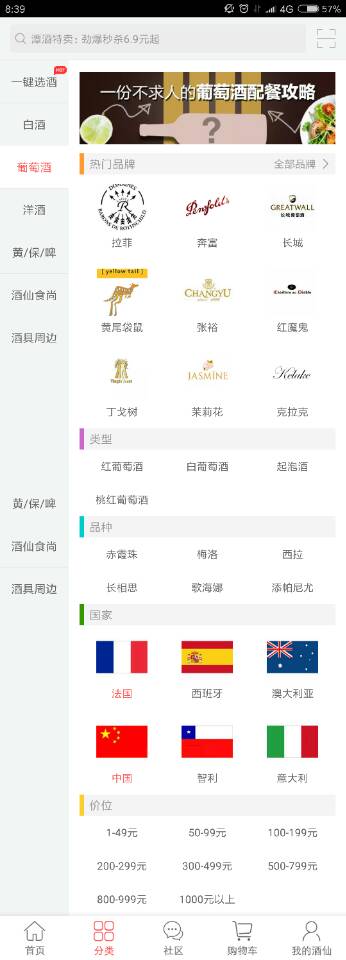 8:39
4G
57%
潭酒特卖：劲爆秒杀6.9元起
一键选酒
HOT
白酒
葡萄酒
洋酒
黄/保/啤
酒仙食尚
酒具周边
黄/保/啤
酒仙食尚
酒具周边
一份不求人的葡萄酒配餐攻略
?
热门品牌
全部品牌
DOMAINES
BARONS DE ROTHSCHILD
Penfolds
GREATWALL
拉菲
奔富
长城
[ yellow tail ]
CHANGYU
黄尾袋鼠
张裕
红魔鬼
JASMINE
Kelake
丁戈树
茉莉花
克拉克
类型
红葡萄酒
白葡萄酒
起泡酒
桃红葡萄酒
品种
赤霞珠
梅洛
西拉
长相思
歌海娜
添帕尼尤
国家
法国
西班牙
澳大利亚
中国
智利
意大利
价位
1-49元
50-99元
100-199元
200-299元
300-499元
500-799元
800-999元
1000元以上
首页
分类
社区
购物车
我的酒仙